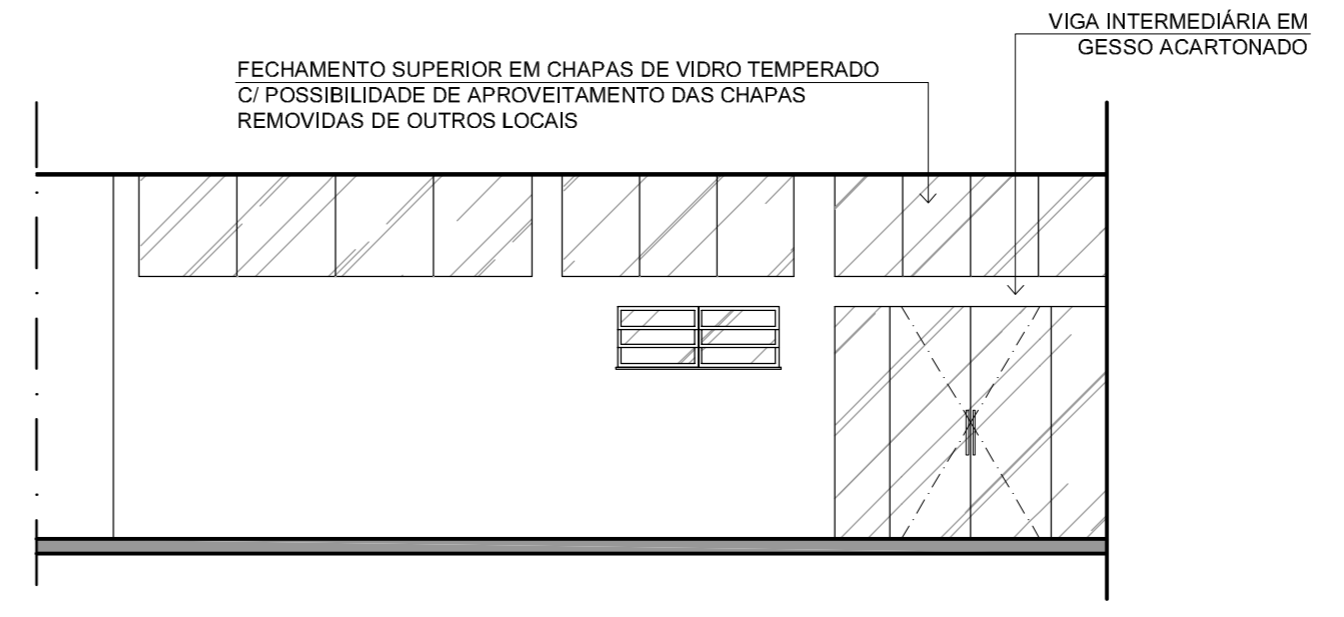 VIGA INTERMEDIÁRIA EM
GESSO ACARTONADO
FECHAMENTO SUPERIOR EM CHAPAS DE VIDRO TEMPERADO
C/ POSSIBILIDADE DE APROVEITAMENTO DAS CHAPAS
REMOVIDAS DE OUTROS LOCAIS